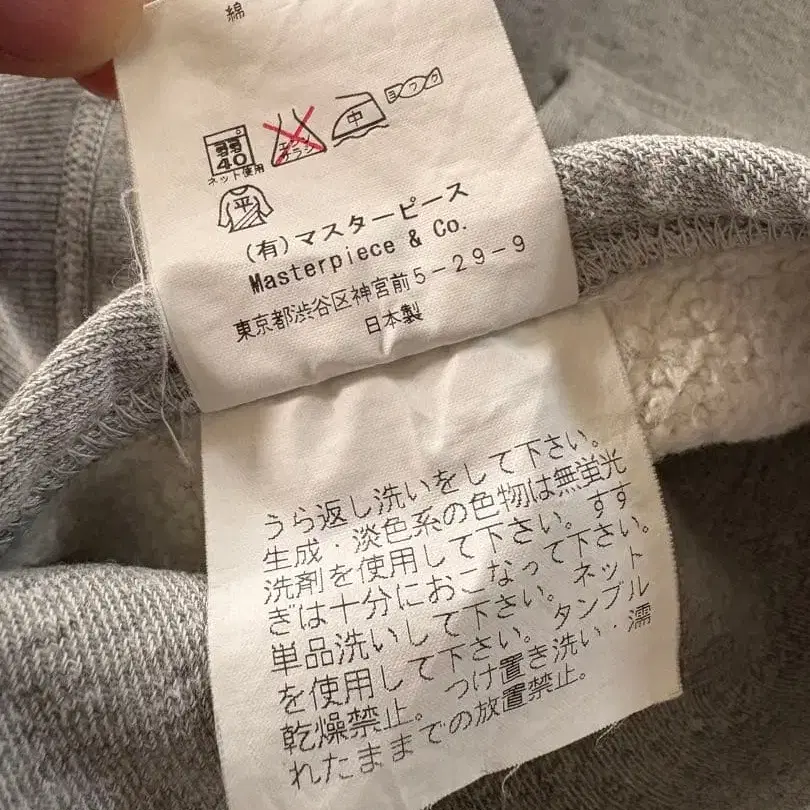 綿
弱
40
ネット使用
エンソ
サラシ
中
ヨワク
平
(有)マスターピース
Masterpiece & Co.
東京都渋谷区神宮前5-29-9
日本製
うら返し洗いをして下さい。
生成・淡色系の色物は無蛍光
洗剤を使用して下さい。すす
ぎは十分におこなって下さい。
単品洗いして下さい。ネット
を使用して下さい。タンブル
乾燥禁止。つけ置き洗い・濡
れたままでの放置禁止。